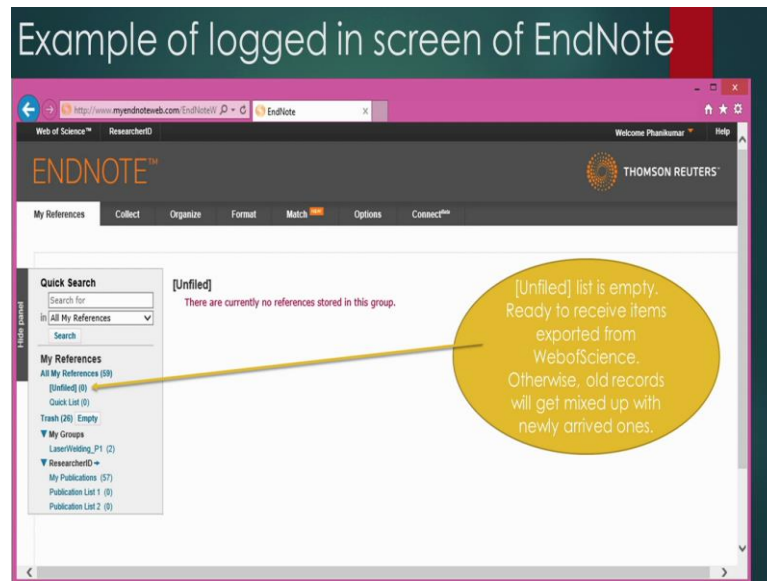 Example of logged in screen of EndNote
http://www.myendnoteweb.com/EndNoteW
EndNote
Web of Science™ ResearcherID
Welcome Phanikumar Help
ENDNOTE™
THOMSON REUTERS™
My References Collect Organize Format Match NEW Options Connect Beta
Hide panel
Quick Search
Search for
in All My References
Search
My References
All My References (59)
[Unfiled] (0)
Quick List (0)
Trash (26) Empty
My Groups
LaserWelding_P1 (2)
ResearcherID
My Publications (57)
Publication List 1 (0)
Publication List 2 (0)
[Unfiled]
There are currently no references stored in this group.
[Unfiled] list is empty.
Ready to receive items
exported from
WebofScience.
Otherwise, old records
will get mixed up with
newly arrived ones.